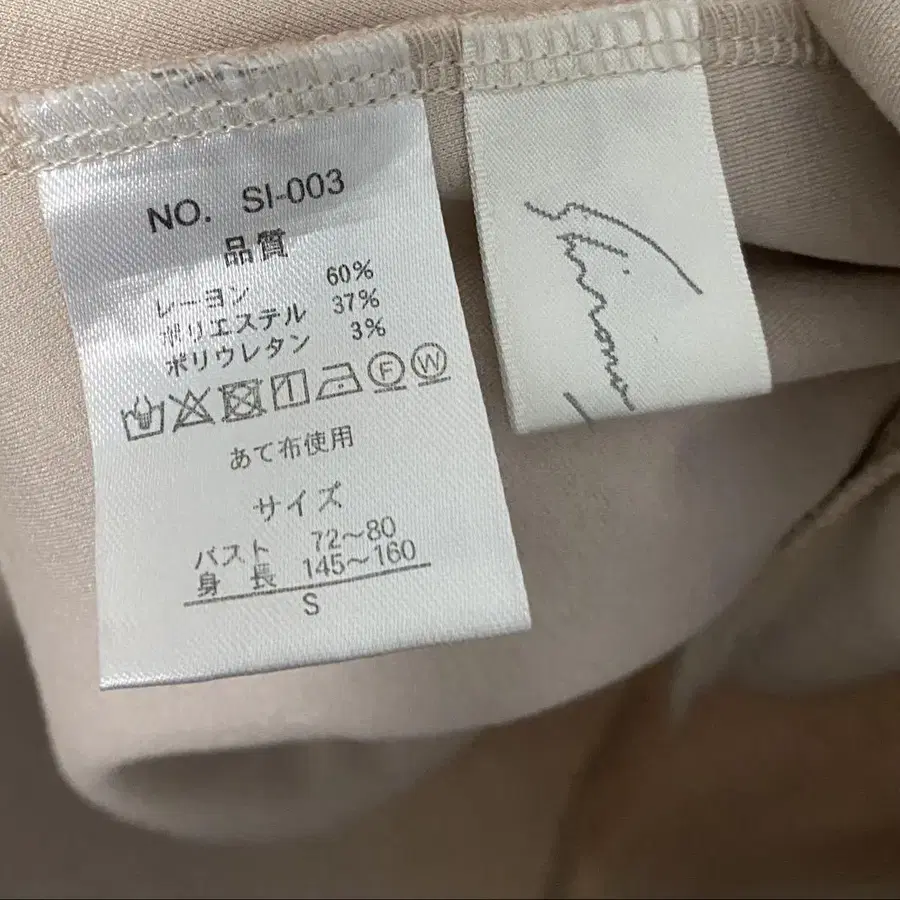 NO. SI-003
品質
レーヨン 60%
ポリエステル 37%
ポリウレタン 3%
F W
あて布使用
サイズ
バスト 72〜80
身長 145〜160
S